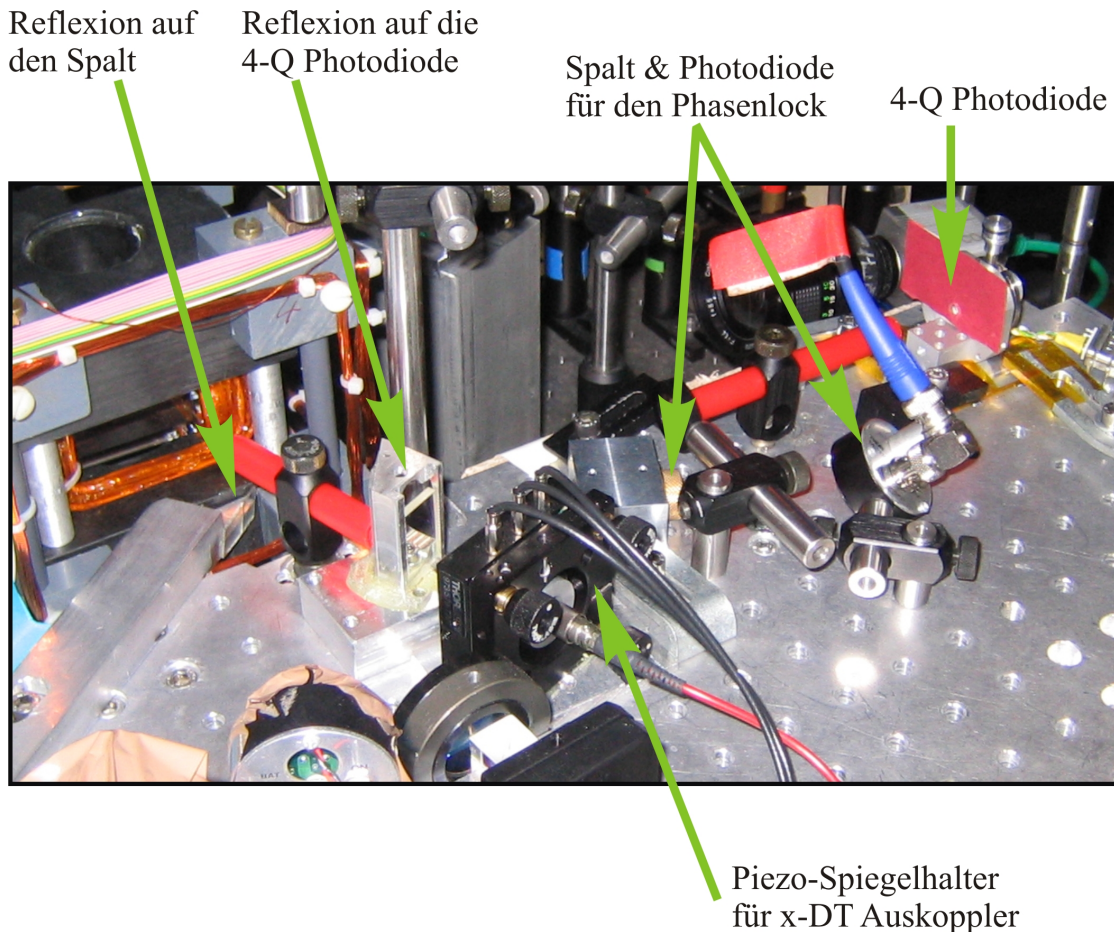 Reflexion auf
den Spalt
Reflexion auf die
4-Q Photodiode
Spalt & Photodiode
für den Phasenlock
4-Q Photodiode
THOR
Piezo-Spiegelhalter
für x-DT Auskoppler